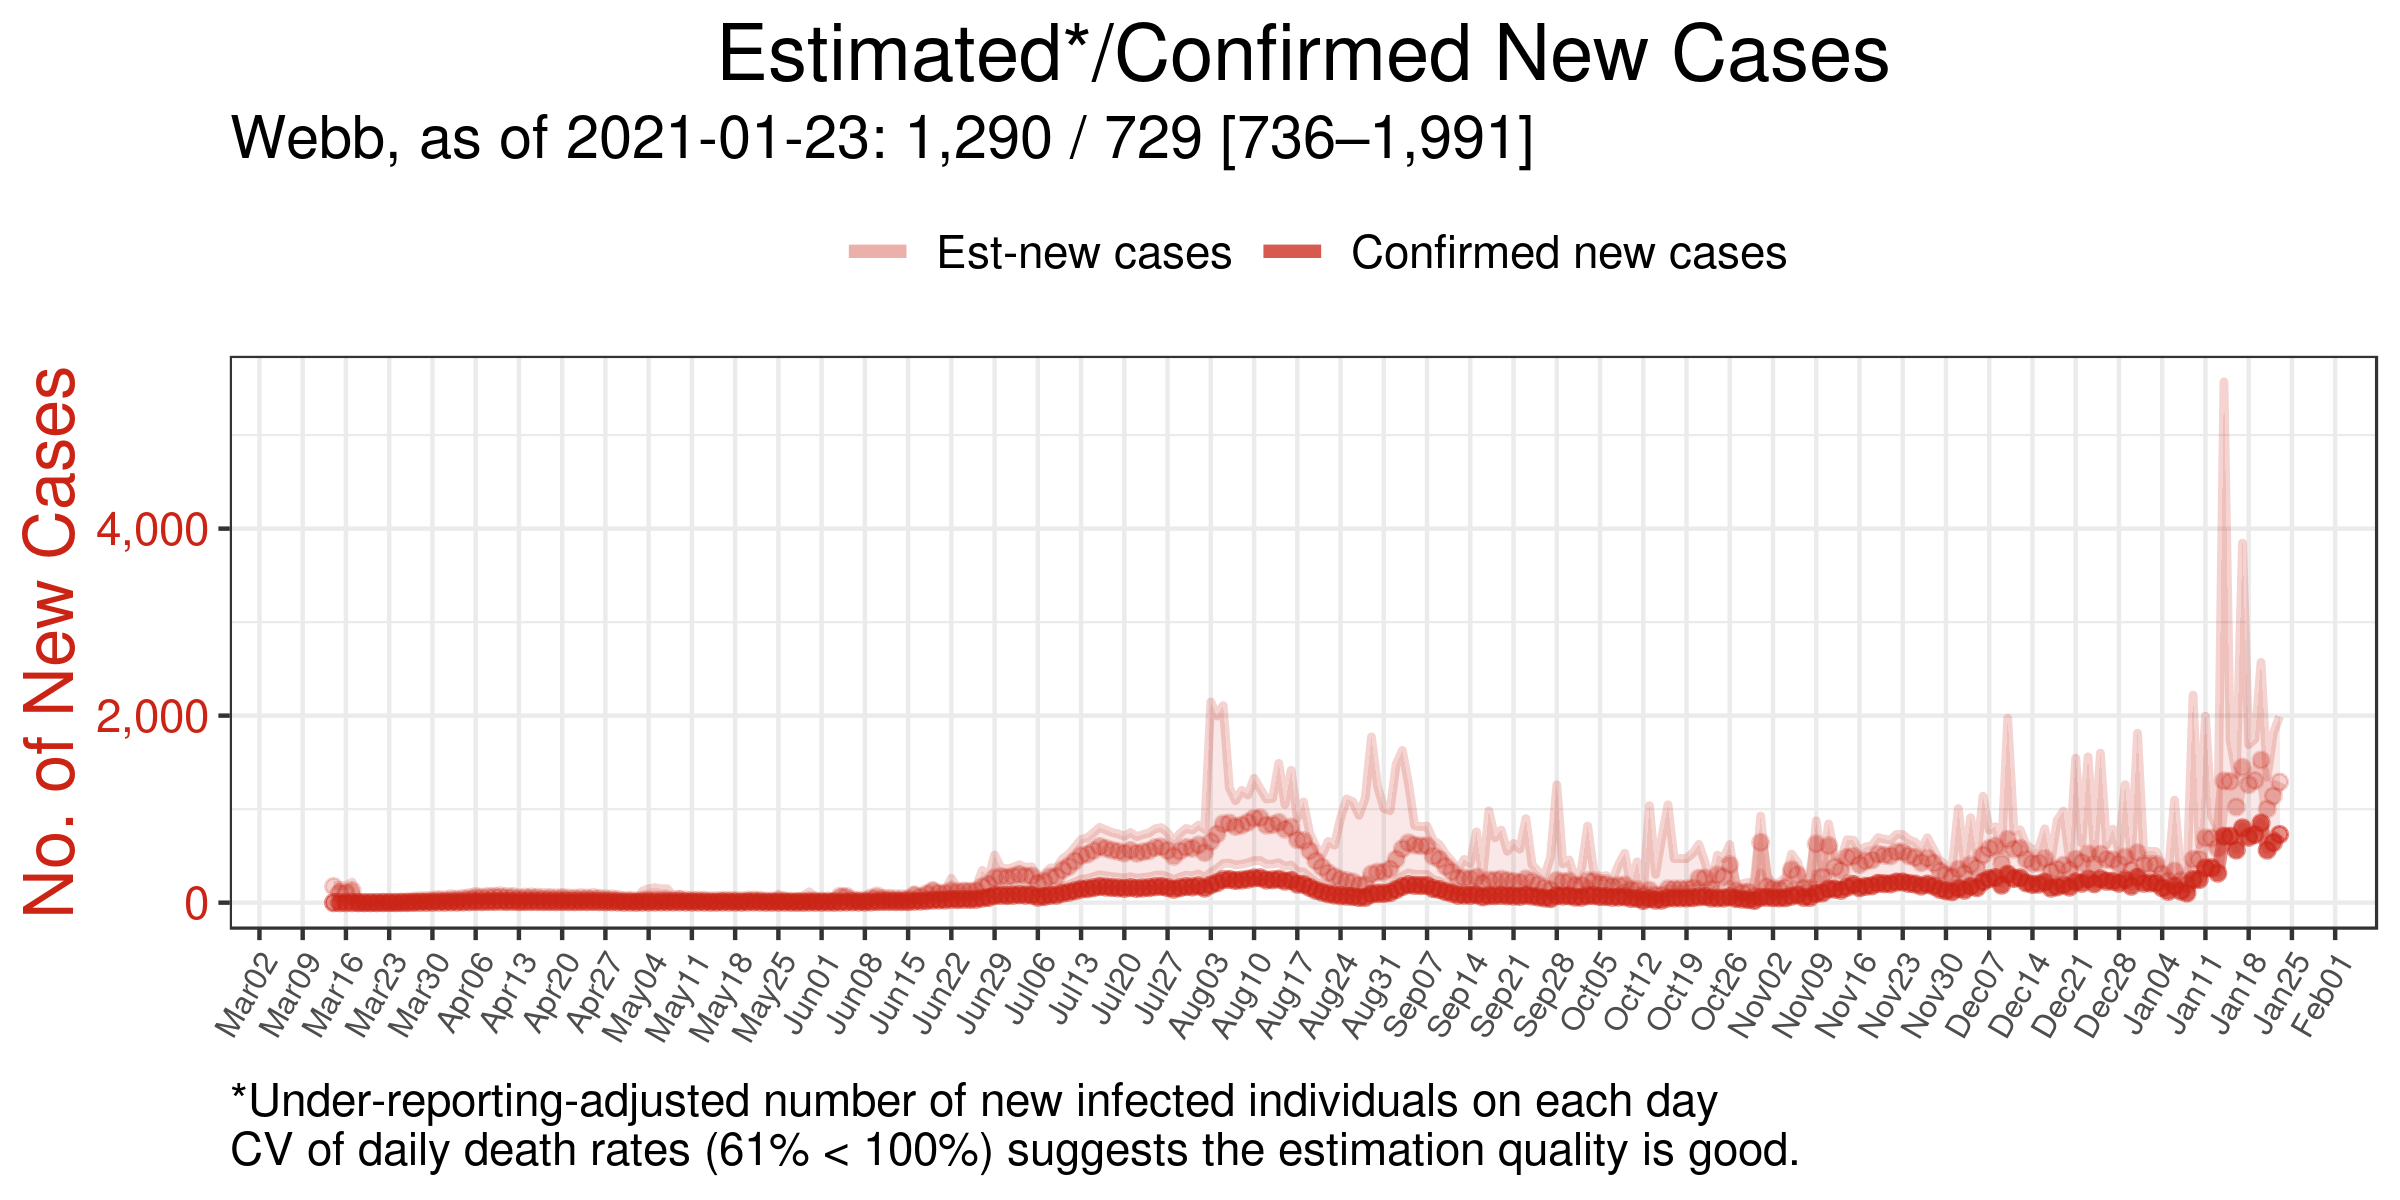 Estimated*/Confirmed New Cases
Webb, as of 2021-01-23: 1,290 / 729 [736–1,991]
Est-new cases Confirmed new cases
No. of New Cases
4,000
2,000
0
Mar02 Mar09 Mar16 Mar23 Mar30 Apr06 Apr13 Apr20 Apr27 May04 May11 May18 May25 Jun01 Jun08 Jun15 Jun22 Jun29 Jul06 Jul13 Jul20 Jul27 Aug03 Aug10 Aug17 Aug24 Aug31 Sep07 Sep14 Sep21 Sep28 Oct05 Oct12 Oct19 Oct26 Nov02 Nov09 Nov16 Nov23 Nov30 Dec07 Dec14 Dec21 Dec28 Jan04 Jan11 Jan18 Jan25 Feb01
*Under-reporting-adjusted number of new infected individuals on each day
CV of daily death rates (61% < 100%) suggests the estimation quality is good.